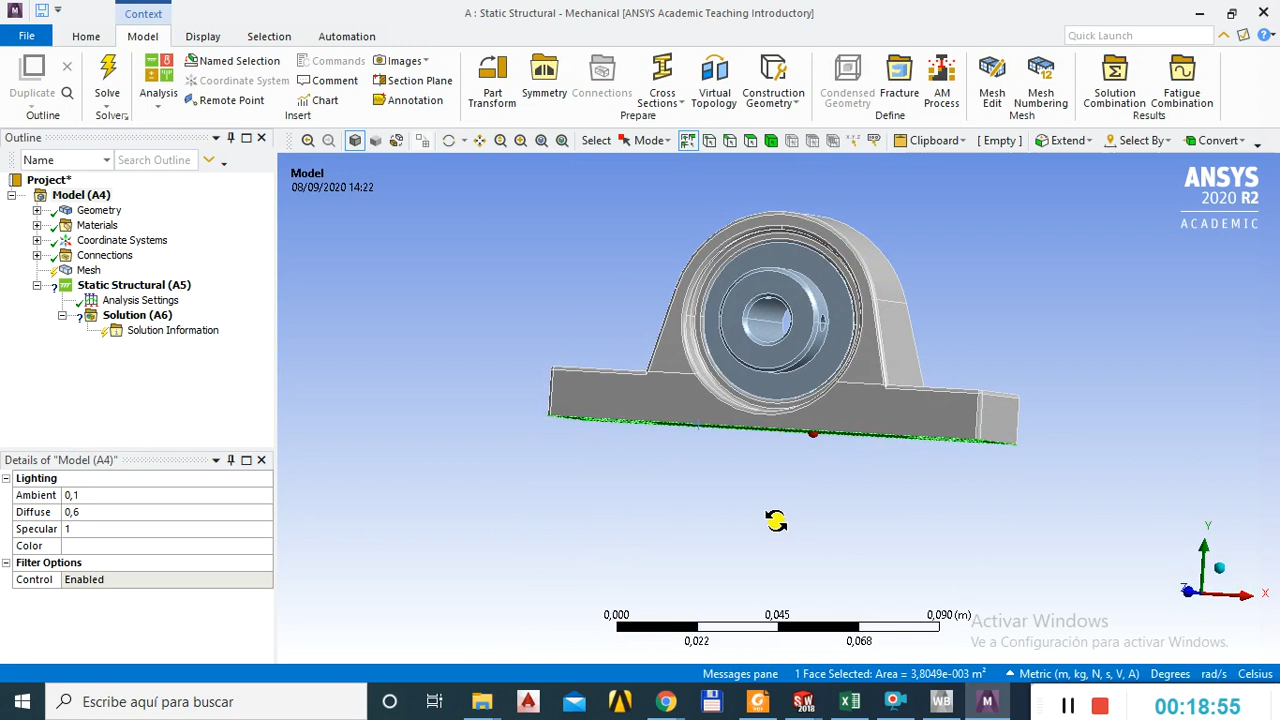 Context
A : Static Structural - Mechanical [ANSYS Academic Teaching Introductory]
File Home Model Display Selection Automation Quick Launch
Duplicate
Outline
Solve
Solvers
Analysis
Named Selection
Coordinate System
Remote Point
Commands
Comment
Chart
Images
Section Plane
Annotation
Insert
Part Transform
Symmetry
Connections
Cross Sections
Virtual Topology
Construction Geometry
Prepare
Condensed Geometry
Fracture
AM Process
Define
Mesh Edit
Mesh Numbering
Mesh
Solution Combination
Fatigue Combination
Results
Outline
Name Search Outline
Select Mode Clipboard [ Empty ] Extend Select By Convert
Project*
Model (A4)
Geometry
Materials
Coordinate Systems
Connections
Mesh
Static Structural (A5)
Analysis Settings
Solution (A6)
Solution Information
Details of "Model (A4)"
Lighting
Ambient 0,1
Diffuse 0,6
Specular 1
Color
Filter Options
Control Enabled
Model
08/09/2020 14:22
ANSYS
2020 R2
ACADEMIC
0,000 0,045 0,090 (m)
0,022 0,068
Y
Z
X
Activar Windows
Ve a Configuración para activar Windows.
Messages pane 1 Face Selected: Area = 3,8049e-003 m² Metric (m, kg, N, s, V, A) Degrees rad/s Celsius
Escribe aquí para buscar
SW
2018
WB
M
00:18:55